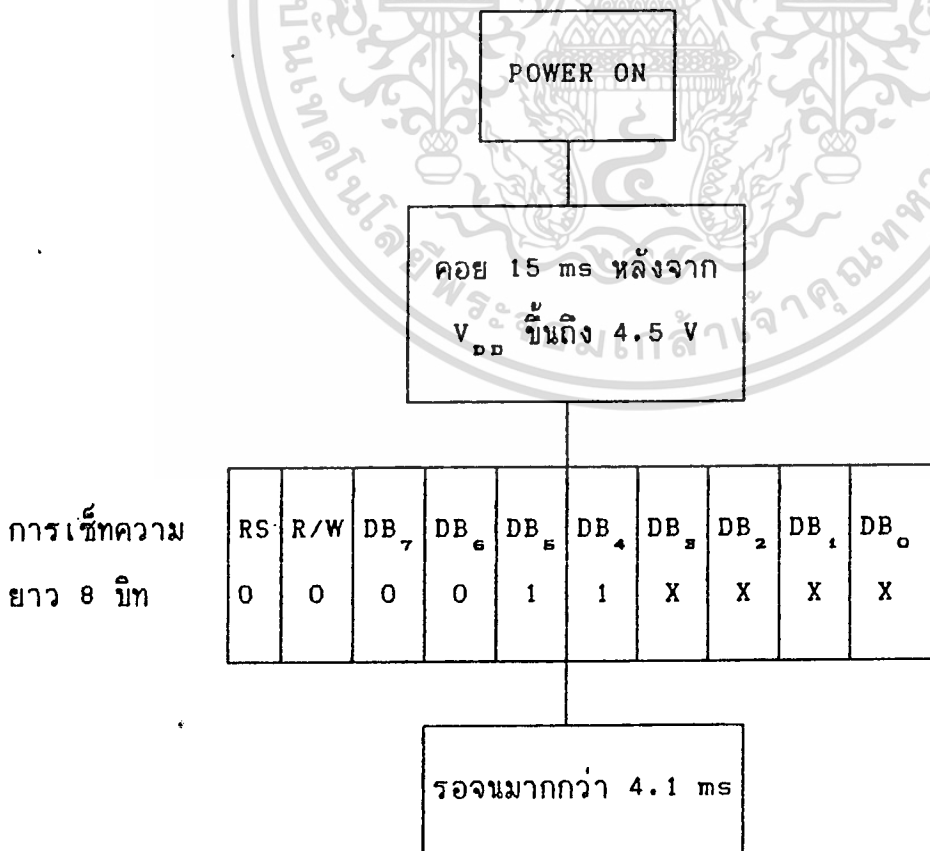 POWER ON
คอย 15 ms หลังจาก
V_DD ขึ้นถึง 4.5 V
การเซ็ทความ
ยาว 8 บิท
RS R/W DB₇ DB₆ DB₅ DB₄ DB₃ DB₂ DB₁ DB₀
0 0 0 0 1 1 X X X X
รอจนมากกว่า 4.1 ms